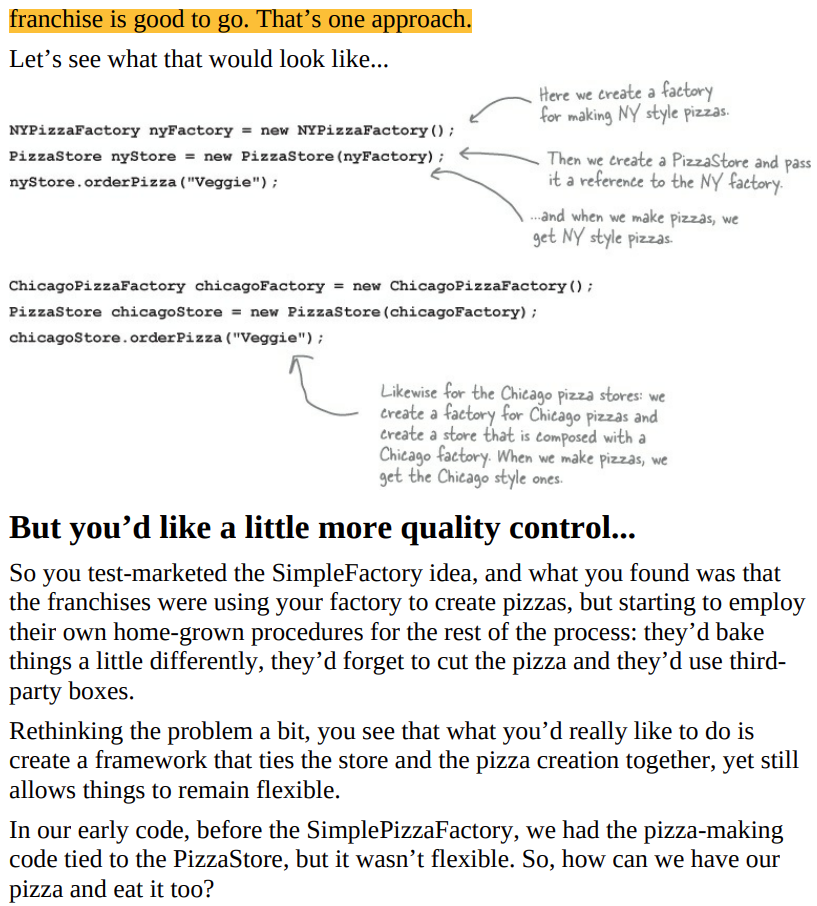 franchise is good to go. That’s one approach.
Let’s see what that would look like...
Here we create a factory
for making NY style pizzas.
NYPizzaFactory nyFactory = new NYPizzaFactory();
PizzaStore nyStore = new PizzaStore(nyFactory);
nyStore.orderPizza("Veggie");
Then we create a PizzaStore and pass
it a reference to the NY factory.
...and when we make pizzas, we
get NY style pizzas.
ChicagoPizzaFactory chicagoFactory = new ChicagoPizzaFactory();
PizzaStore chicagoStore = new PizzaStore(chicagoFactory);
chicagoStore.orderPizza("Veggie");
Likewise for the Chicago pizza stores: we
create a factory for Chicago pizzas and
create a store that is composed with a
Chicago factory. When we make pizzas, we
get the Chicago style ones.
But you’d like a little more quality control...
So you test-marketed the SimpleFactory idea, and what you found was that
the franchises were using your factory to create pizzas, but starting to employ
their own home-grown procedures for the rest of the process: they’d bake
things a little differently, they’d forget to cut the pizza and they’d use third-
party boxes.
Rethinking the problem a bit, you see that what you’d really like to do is
create a framework that ties the store and the pizza creation together, yet still
allows things to remain flexible.
In our early code, before the SimplePizzaFactory, we had the pizza-making
code tied to the PizzaStore, but it wasn’t flexible. So, how can we have our
pizza and eat it too?